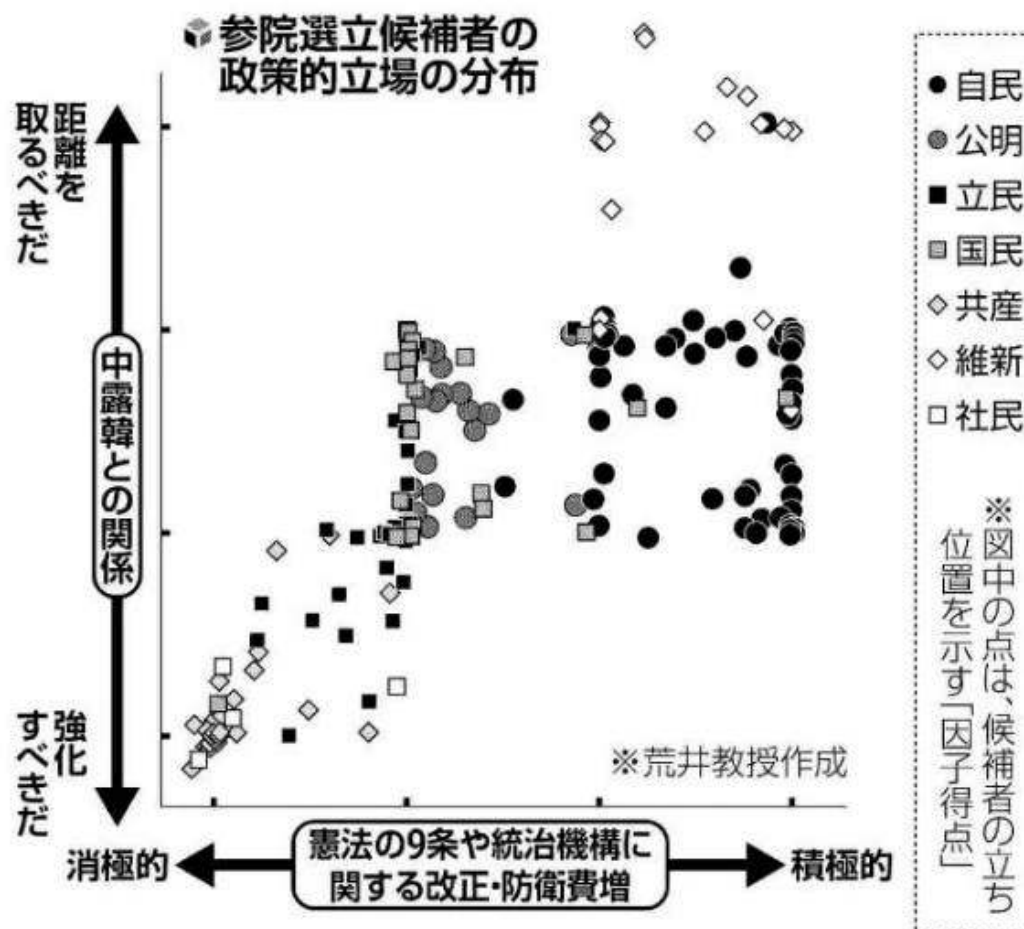 参院選立候補者の
政策的立場の分布
距離を
取るべきだ
中露韓との関係
強化
すべきだ
消極的
憲法の9条や統治機構に
関する改正・防衛費増
積極的
※荒井教授作成
自民
公明
立民
国民
共産
維新
社民
※図中の点は、候補者の立ち
位置を示す「因子得点」